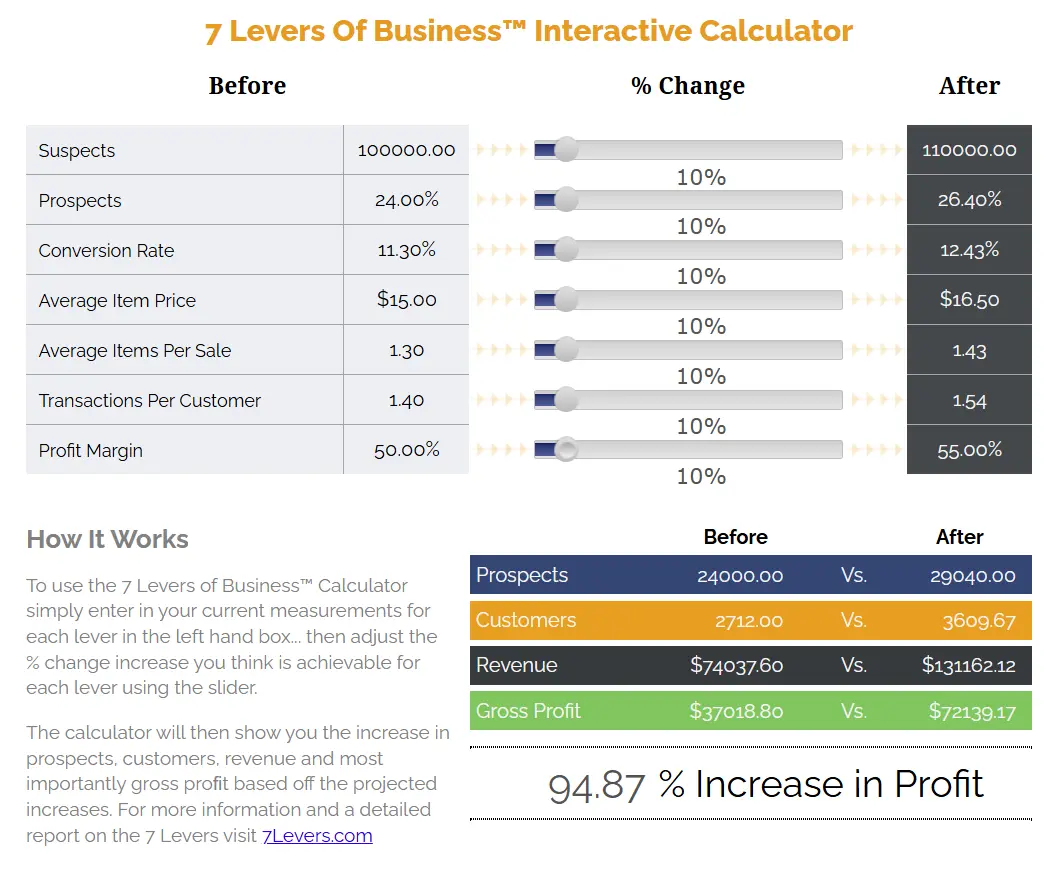 7 Levers Of Business™ Interactive Calculator
Before % Change After
Suspects 100000.00 110000.00
10%
Prospects 24.00% 26.40%
10%
Conversion Rate 11.30% 12.43%
10%
Average Item Price $15.00 $16.50
10%
Average Items Per Sale 1.30 1.43
10%
Transactions Per Customer 1.40 1.54
10%
Profit Margin 50.00% 55.00%
10%
How It Works
To use the 7 Levers of Business™ Calculator
simply enter in your current measurements for
each lever in the left hand box... then adjust the
% change increase you think is achievable for
each lever using the slider.
The calculator will then show you the increase in
prospects, customers, revenue and most
importantly gross profit based off the projected
increases. For more information and a detailed
report on the 7 Levers visit 7Levers.com
Before After
Prospects 24000.00 Vs. 29040.00
Customers 2712.00 Vs. 3609.67
Revenue $74037.60 Vs. $131162.12
Gross Profit $37018.80 Vs. $72139.17
94.87 % Increase in Profit